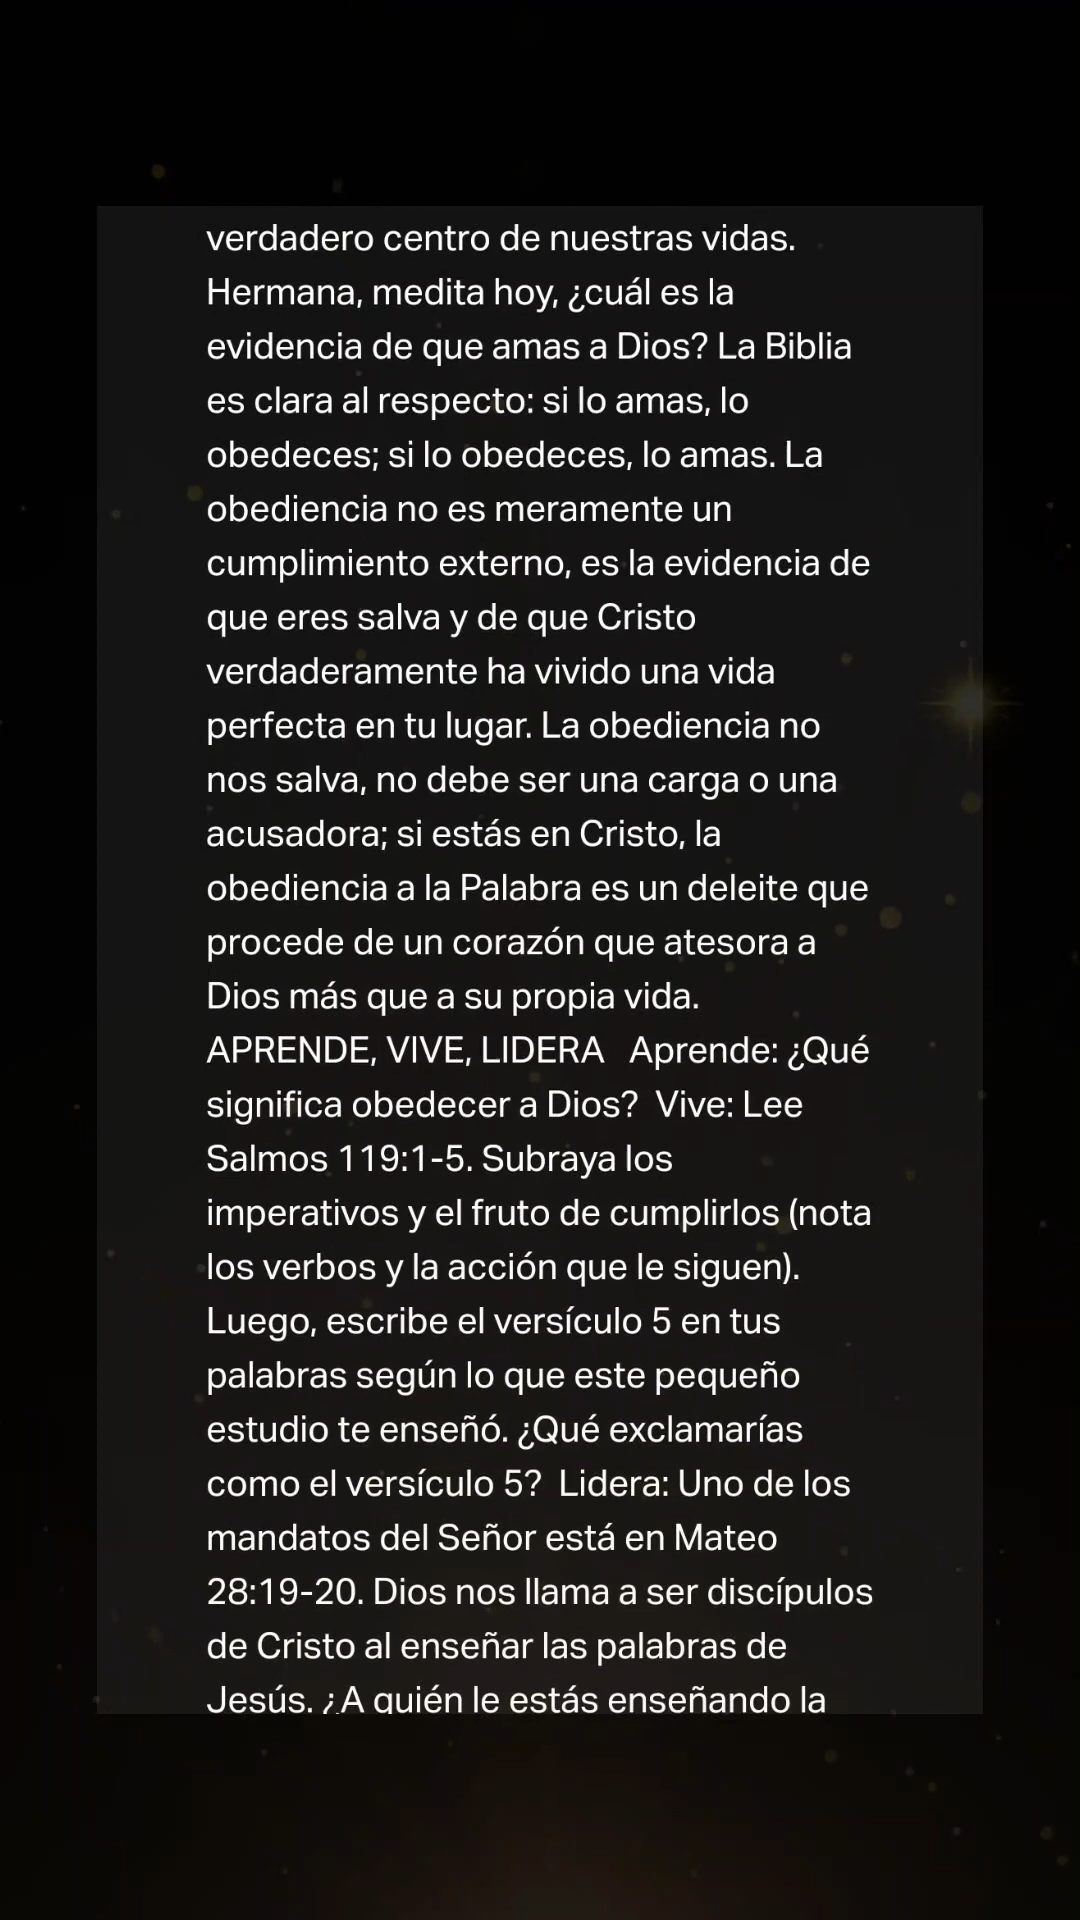 verdadero centro de nuestras vidas.
Hermana, medita hoy, ¿cuál es la
evidencia de que amas a Dios? La Biblia
es clara al respecto: si lo amas, lo
obedeces; si lo obedeces, lo amas. La
obediencia no es meramente un
cumplimiento externo, es la evidencia de
que eres salva y de que Cristo
verdaderamente ha vivido una vida
perfecta en tu lugar. La obediencia no
nos salva, no debe ser una carga o una
acusadora; si estás en Cristo, la
obediencia a la Palabra es un deleite que
procede de un corazón que atesora a
Dios más que a su propia vida.
APRENDE, VIVE, LIDERA   Aprende: ¿Qué
significa obedecer a Dios?  Vive: Lee
Salmos 119:1-5. Subraya los
imperativos y el fruto de cumplirlos (nota
los verbos y la acción que le siguen).
Luego, escribe el versículo 5 en tus
palabras según lo que este pequeño
estudio te enseñó. ¿Qué exclamarías
como el versículo 5?  Lidera: Uno de los
mandatos del Señor está en Mateo
28:19-20. Dios nos llama a ser discípulos
de Cristo al enseñar las palabras de
Jesús. ¿A quién le estás enseñando la